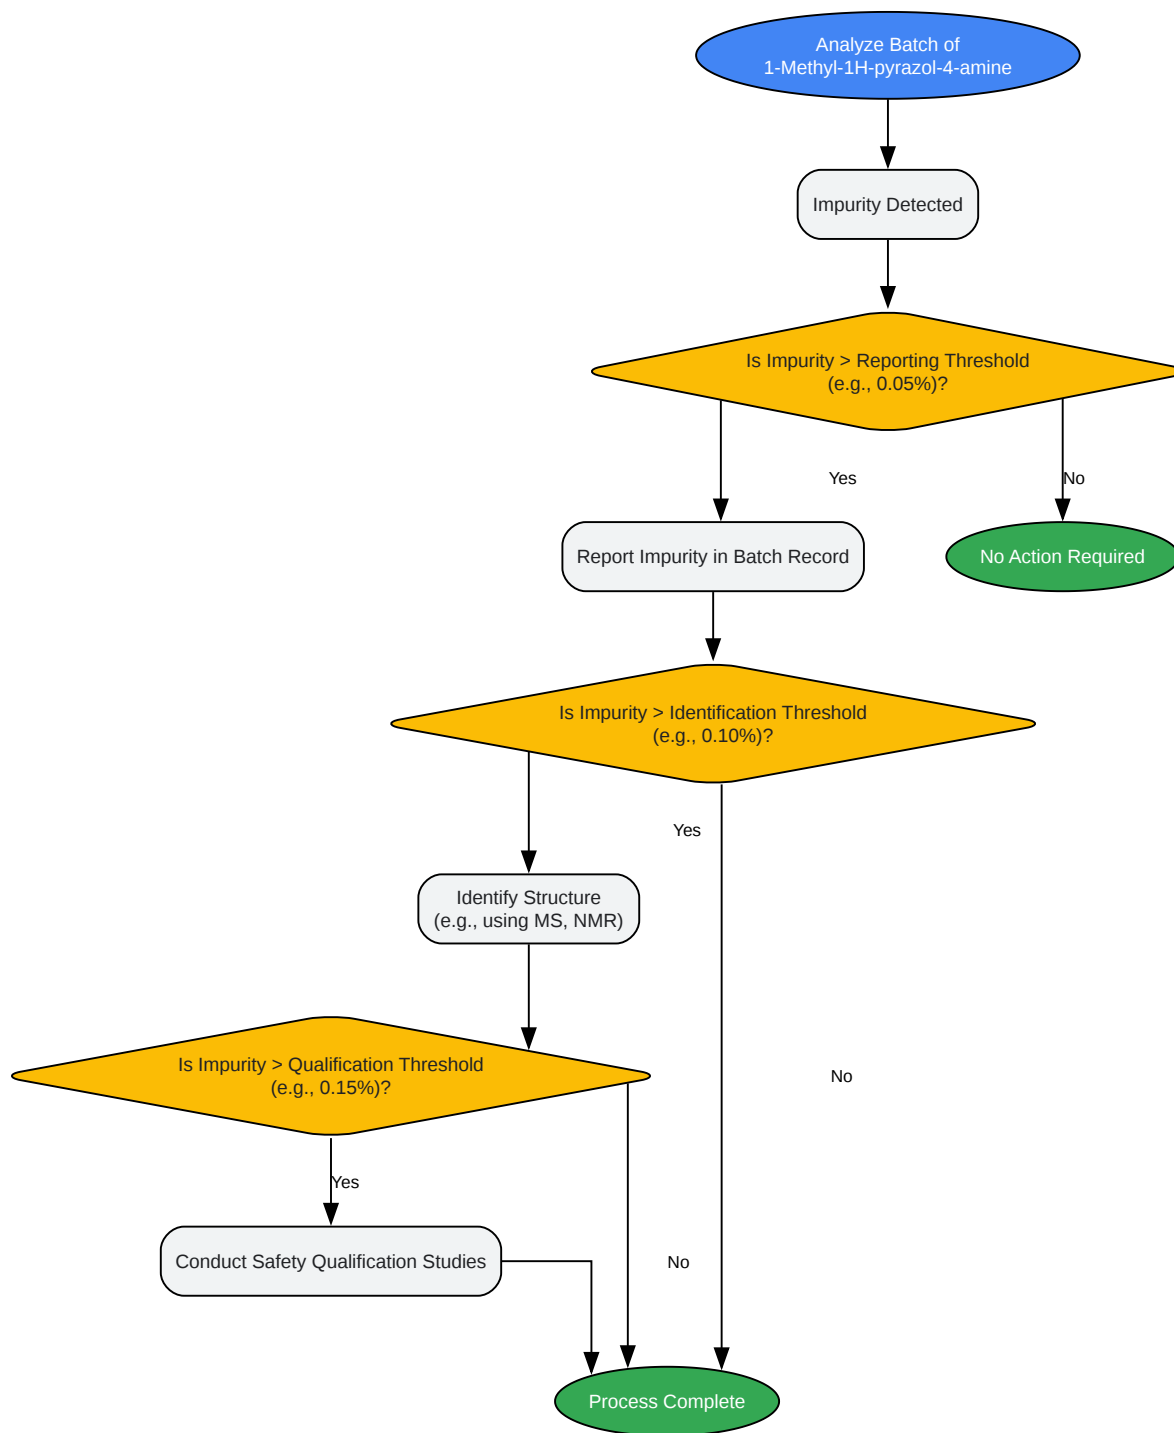 Analyze Batch of
1-Methyl-1H-pyrazol-4-amine
Impurity Detected
Is Impurity > Reporting Threshold
(e.g., 0.05%)?
Yes
No
Report Impurity in Batch Record
No Action Required
Is Impurity > Identification Threshold
(e.g., 0.10%)?
Yes
Identify Structure
(e.g., using MS, NMR)
Is Impurity > Qualification Threshold
(e.g., 0.15%)?
No
Yes
Conduct Safety Qualification Studies
No
Process Complete